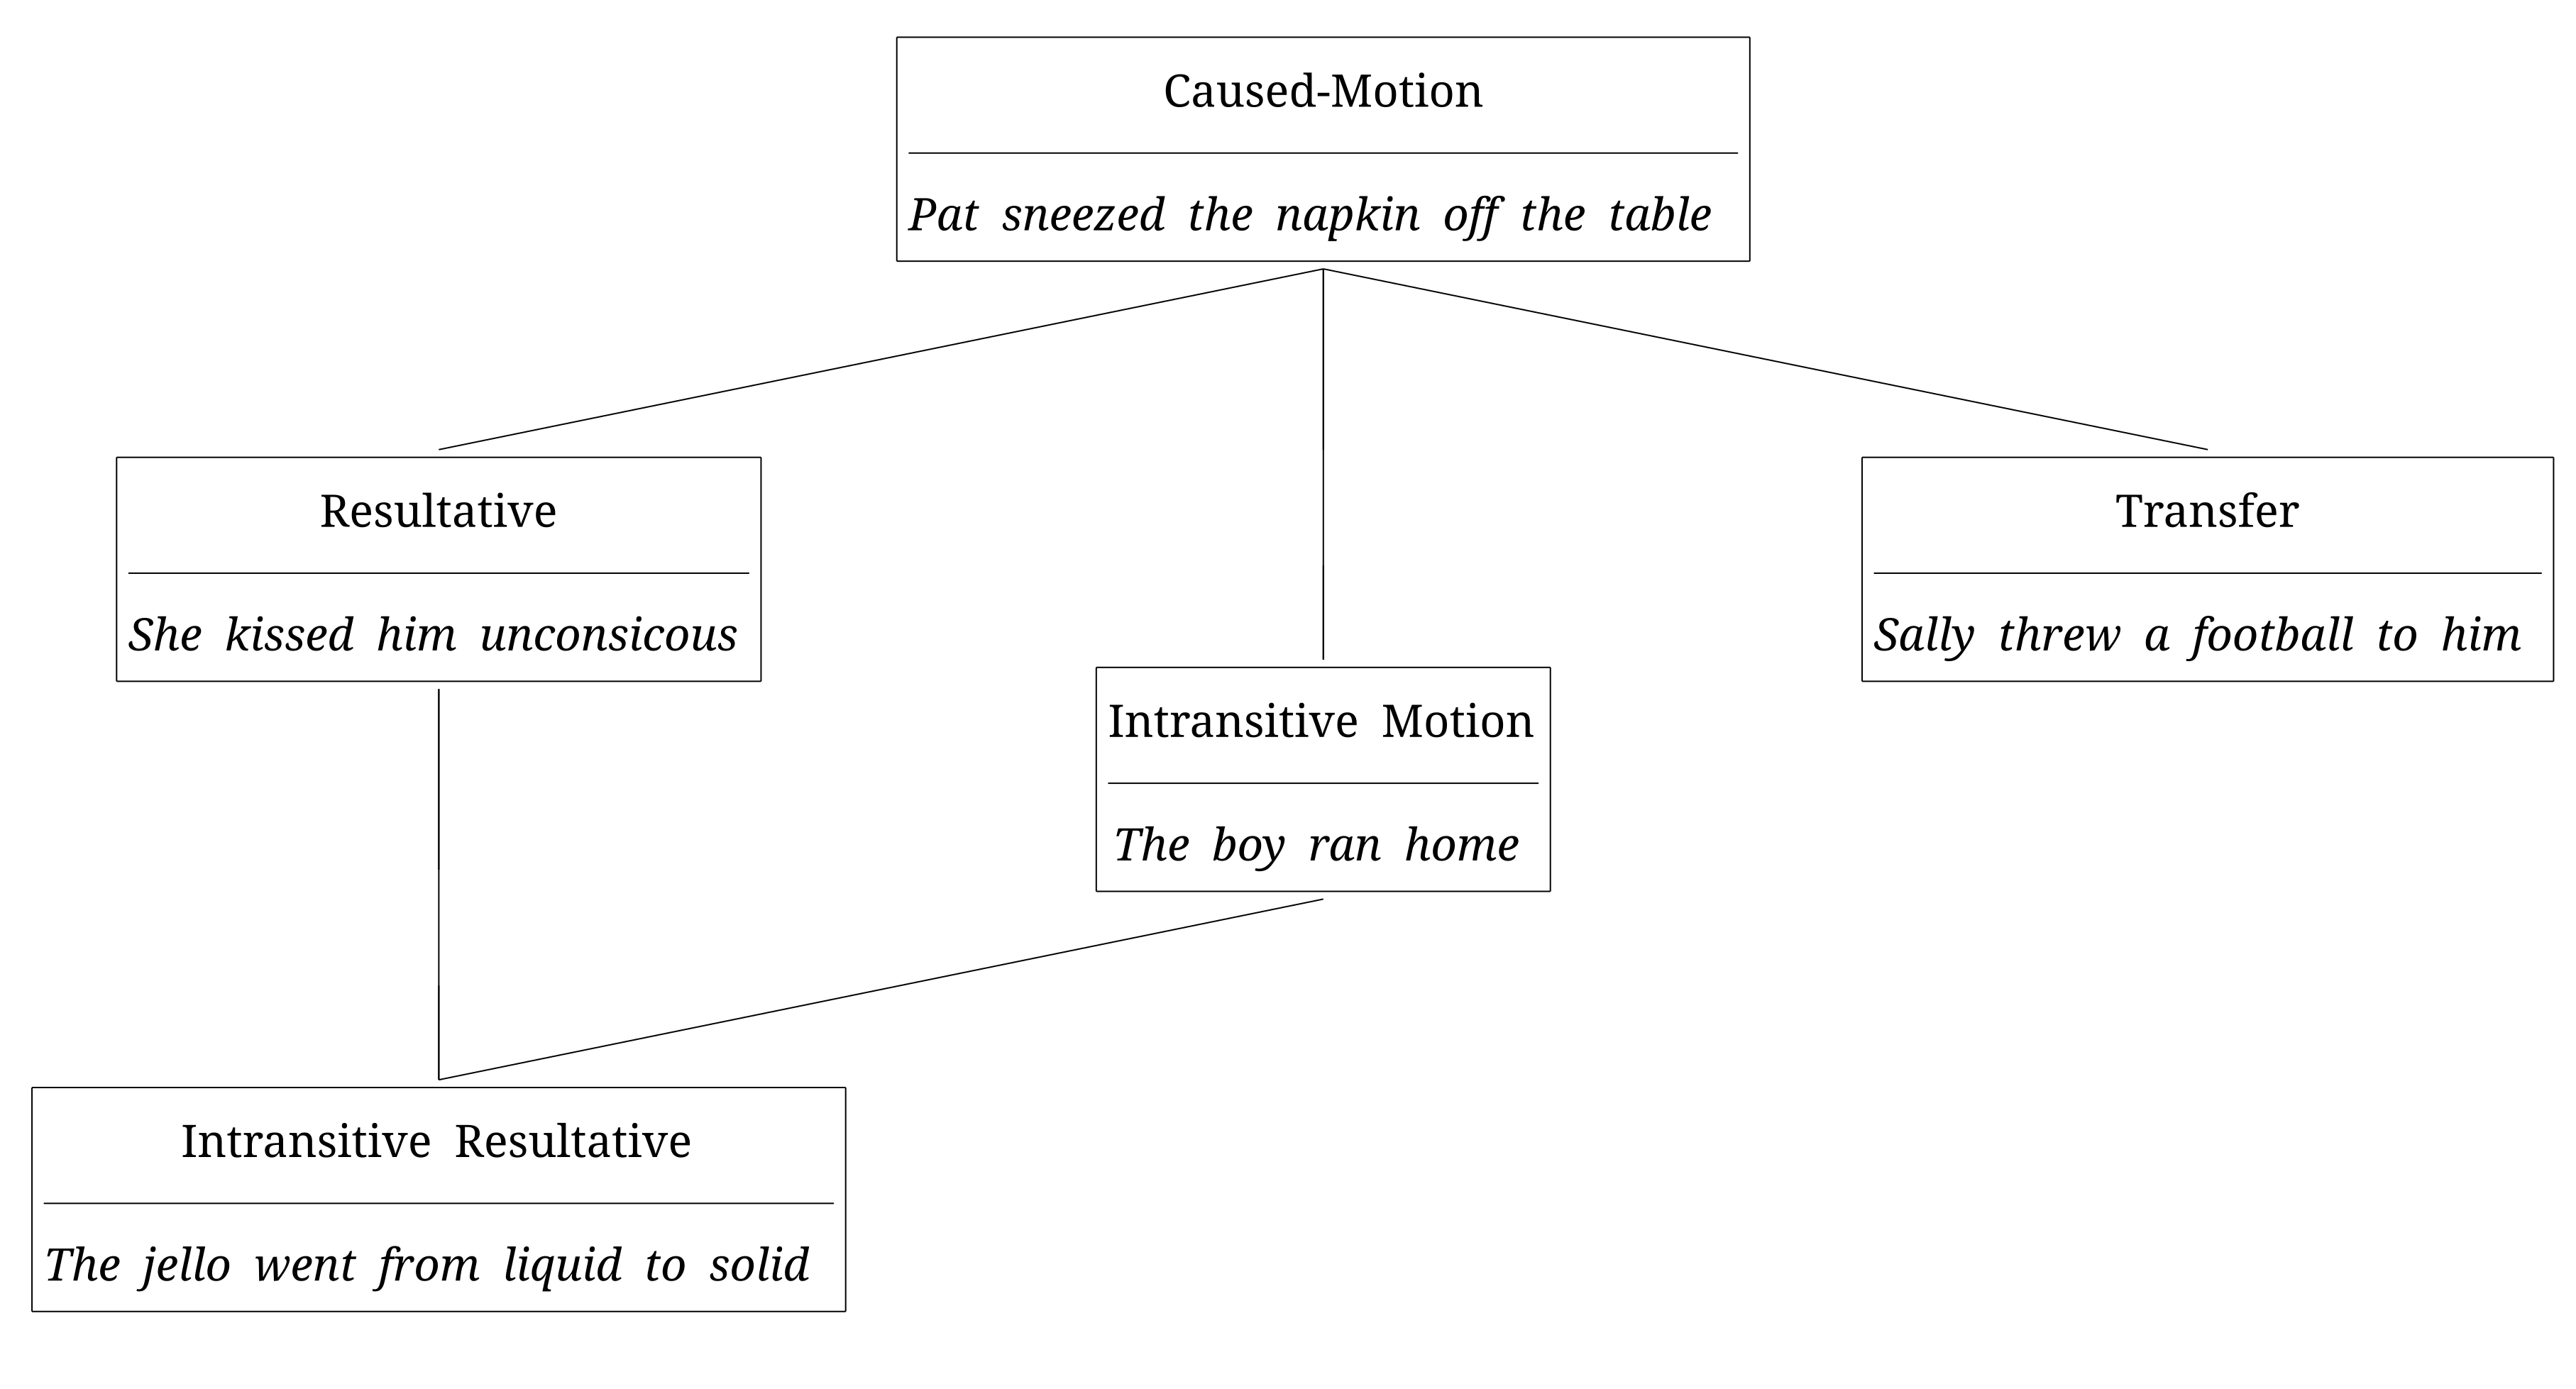 Caused-Motion
Pat sneezed the napkin off the table
Resultative
She kissed him unconsicous
Transfer
Sally threw a football to him
Intransitive Motion
The boy ran home
Intransitive Resultative
The jello went from liquid to solid